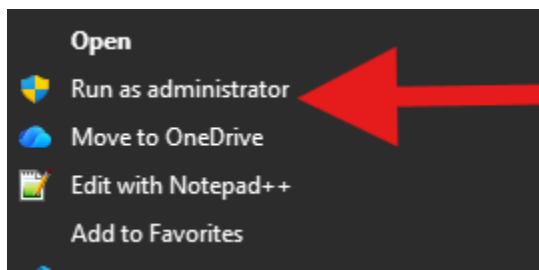 Open
Run as administrator
Move to OneDrive
Edit with Notepad++
Add to Favorites